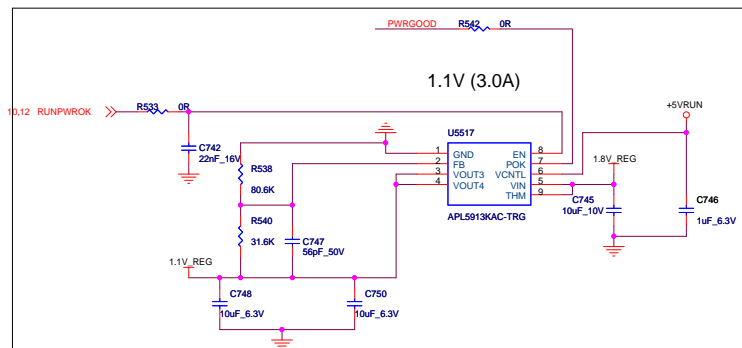 PWRGOOD R542 0R
1.1V (3.0A)
10,12 RUNPWROK R533 0R
+5VRUN
U5517
C742
22nF_16V
1 GND EN 8
2 FB POK 7
3 VOUT3 VCNTL 6
4 VOUT4 VIN 5
THM 9
1.8V_REG
R538
80.6K
APL5913KAC-TRG
C745
10uF_10V
C746
1uF_6.3V
R540
31.6K
C747
56pF_50V
1.1V_REG
C748
10uF_6.3V
C750
10uF_6.3V